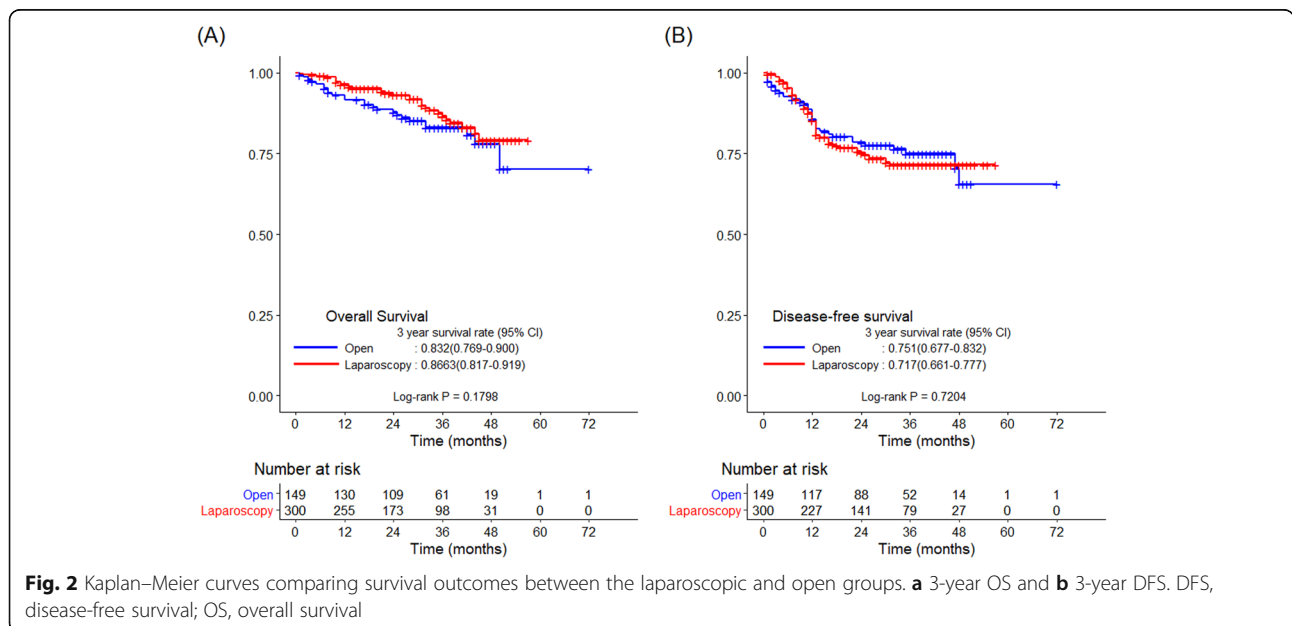 (A)
1.00
0.75
0.50
0.25
0.00
Overall Survival
3 year survival rate (95% CI)
Open : 0.832(0.769-0.900)
Laparoscopy : 0.8663(0.817-0.919)
Log-rank P = 0.1798
0 12 24 36 48 60 72
Time (months)
Number at risk
Open 149 130 109 61 19 1 1
Laparoscopy 300 255 173 98 31 0 0
0 12 24 36 48 60 72
Time (months)
(B)
1.00
0.75
0.50
0.25
0.00
Disease-free survival
3 year survival rate (95% CI)
Open : 0.751(0.677-0.832)
Laparoscopy : 0.717(0.661-0.777)
Log-rank P = 0.7204
0 12 24 36 48 60 72
Time (months)
Number at risk
Open 149 117 88 52 14 1 1
Laparoscopy 300 227 141 79 27 0 0
0 12 24 36 48 60 72
Time (months)
Fig. 2 Kaplan–Meier curves comparing survival outcomes between the laparoscopic and open groups. a 3-year OS and b 3-year DFS. DFS,
disease-free survival; OS, overall survival